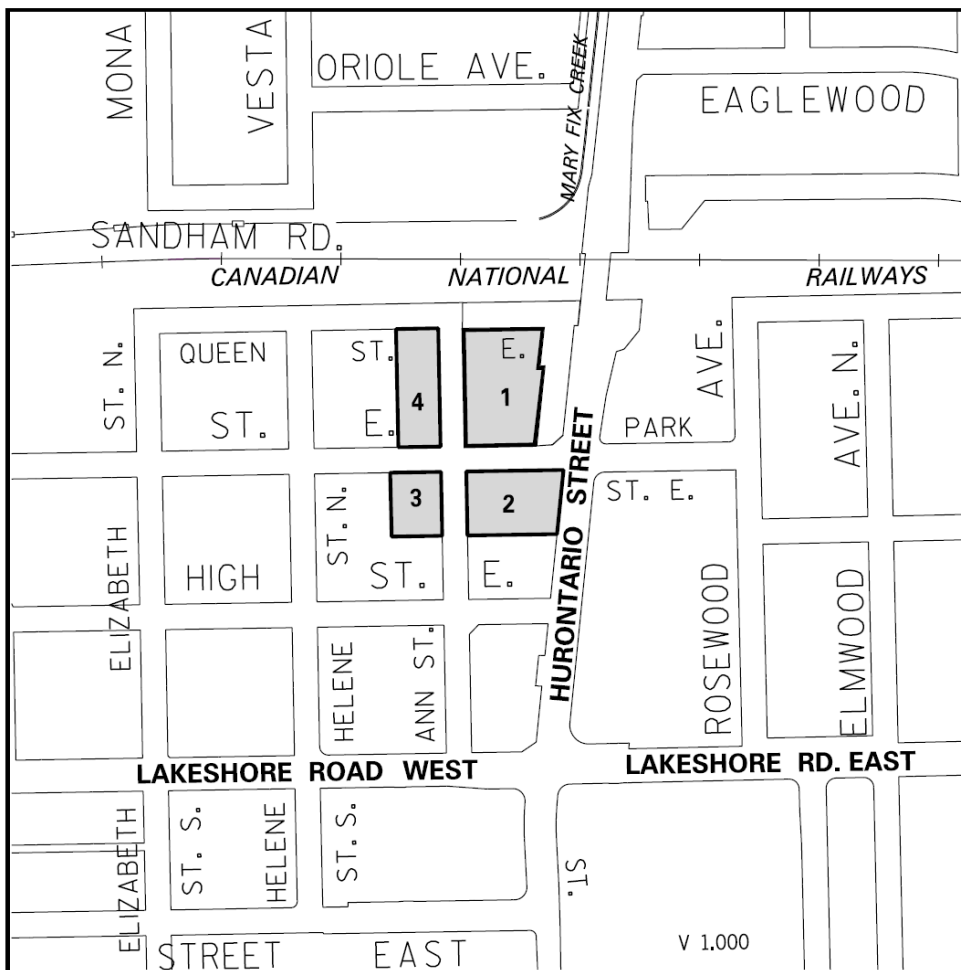 MONA
VESTA
ORIOLE AVE.
MARY FIX CREEK
EAGLEWOOD
SANDHAM RD.
CANADIAN NATIONAL RAILWAYS
ST. N.
QUEEN ST. E.
4
1
ST. E.
PARK
AVE.
AVE. N.
HURONTARIO STREET
3
2
ST. N.
ST. E.
ELIZABETH
HIGH ST. E.
HELENE
ANN ST.
ROSEWOOD
ELMWOOD
LAKESHORE ROAD WEST
LAKESHORE RD. EAST
ELIZABETH
ST. S.
HELENE
ST. S.
ST.
STREET EAST
V 1.000